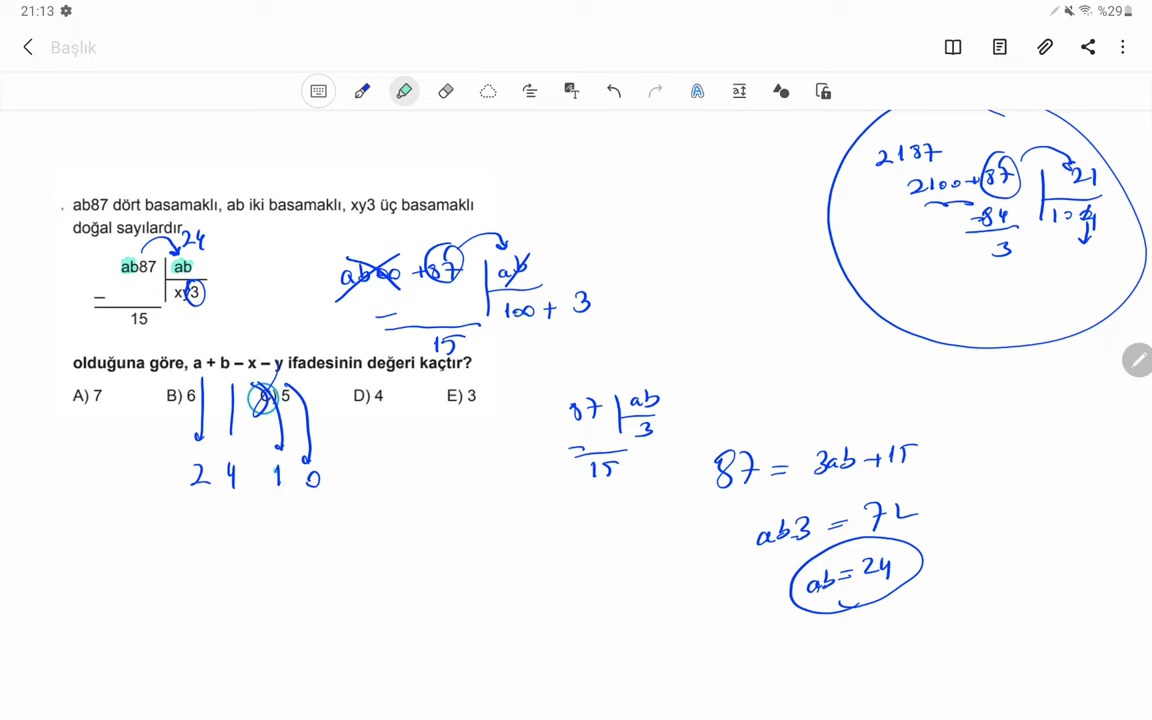 21:13 %29
Başlık
ab87 dört basamaklı, ab iki basamaklı, xy3 üç basamaklı
doğal sayılardır.
24
ab87 ab
xy3
–
15
ab00 + 87 ab
100 + 3
15
olduğuna göre, a + b – x – y ifadesinin değeri kaçtır?
A) 7 B) 6 C) 5 D) 4 E) 3
2 4 1 0
2187
2100 + 87 21
-84
3
87 ab
3
15
87 = 3ab + 15
ab.3 = 72
ab = 24